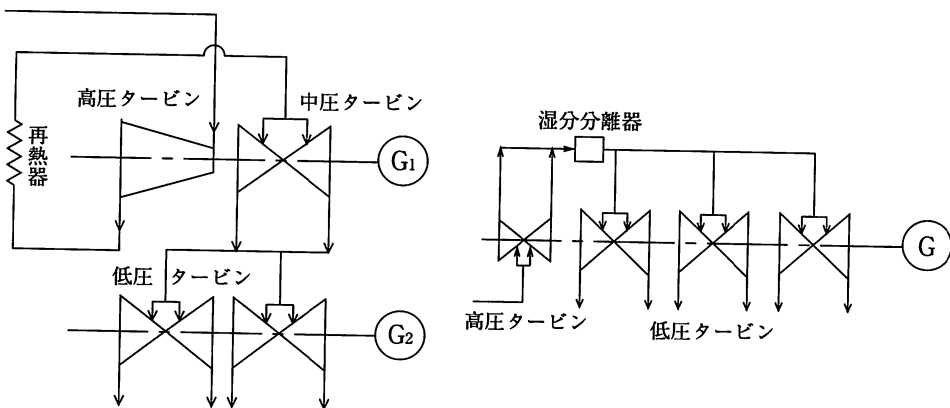 高圧タービン
中圧タービン
再熱器
G1
低圧 タービン
G2
湿分分離器
G
高圧タービン
低圧タービン